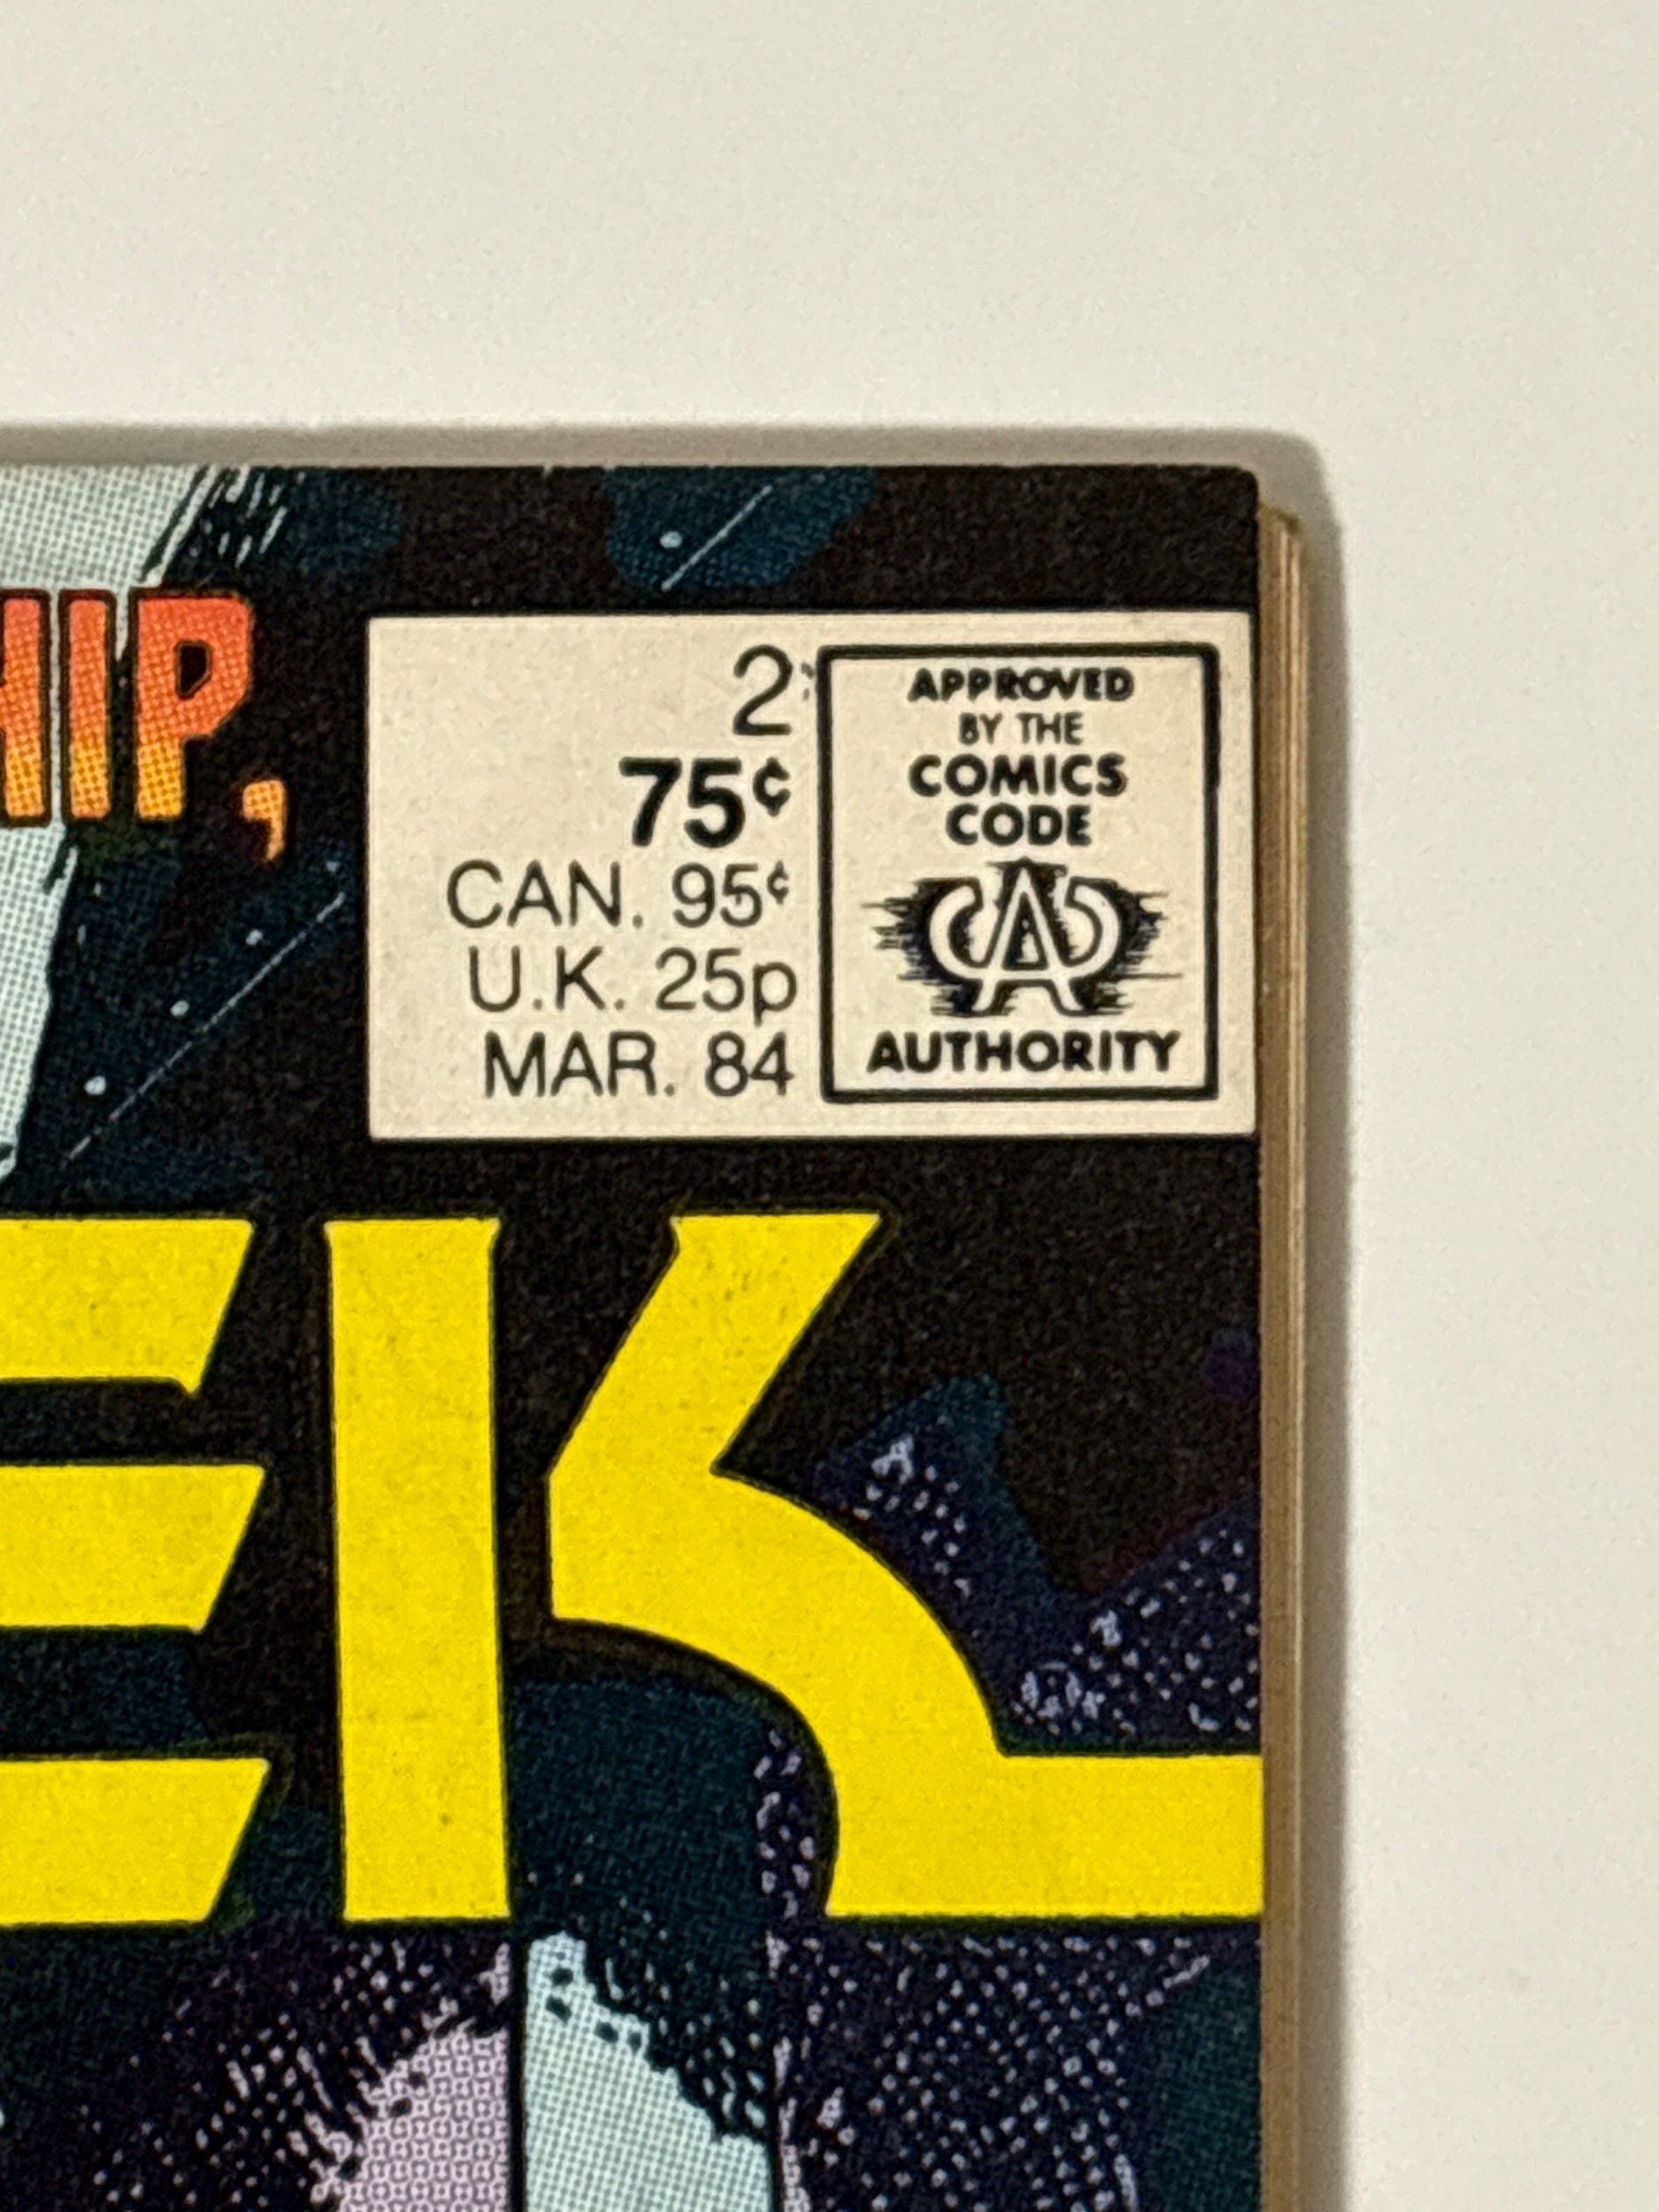 HIP,
2
75¢
CAN. 95¢
U.K. 25p
MAR. 84
APPROVED
BY THE
COMICS
CODE
CA
AUTHORITY
EK